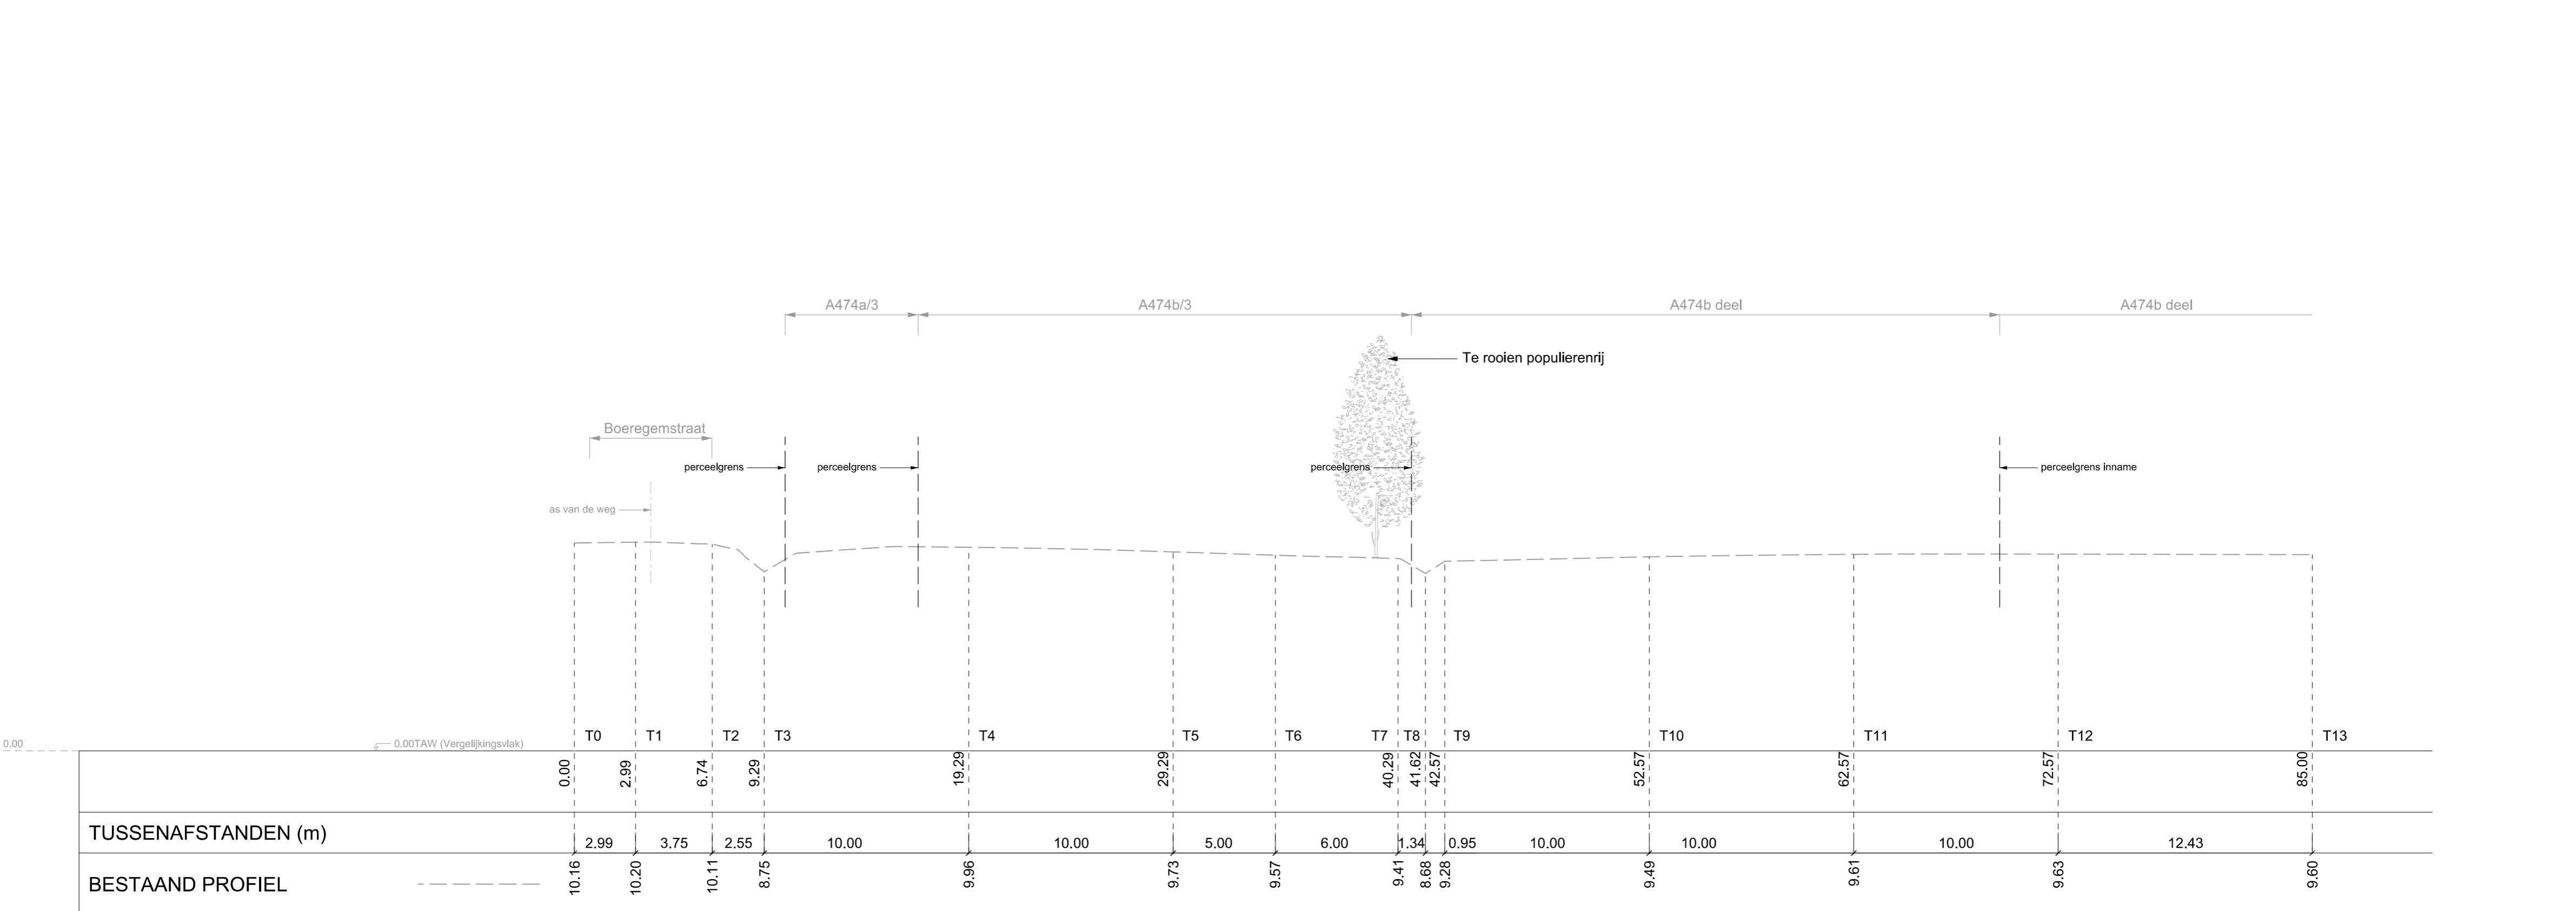 A474a/3
A474b/3
A474b deel
A474b deel
Te rooien populierenrij
Boeregemstraat
perceelgrens
perceelgrens
perceelgrens
perceelgrens inname
as van de weg
T0 T1 T2 T3 T4 T5 T6 T7 T8 T9 T10 T11 T12 T13
0.00
0.00TAW (Vergelijkingsvlak)
0.00 2.99 6.74 9.29 19.29 29.29 40.29 41.62 42.57 52.57 62.57 72.57 85.00
TUSSENAFSTANDEN (m)
2.99 3.75 2.55 10.00 10.00 5.00 6.00 1.34 0.95 10.00 10.00 10.00 12.43
BESTAAND PROFIEL
10.16 10.20 10.11 8.75 9.96 9.73 9.57 9.41 8.68 9.28 9.49 9.61 9.63 9.60